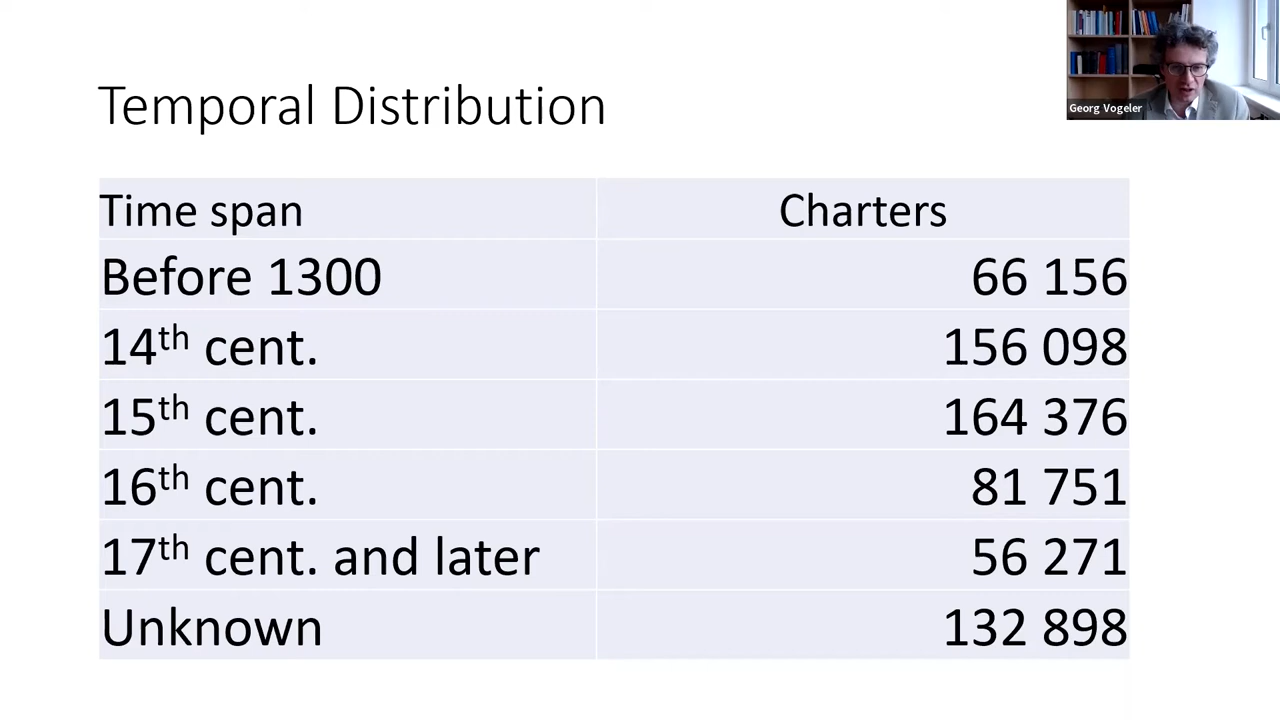 Georg Vogeler
Temporal Distribution
Time span Charters
Before 1300 66 156
14th cent. 156 098
15th cent. 164 376
16th cent. 81 751
17th cent. and later 56 271
Unknown 132 898